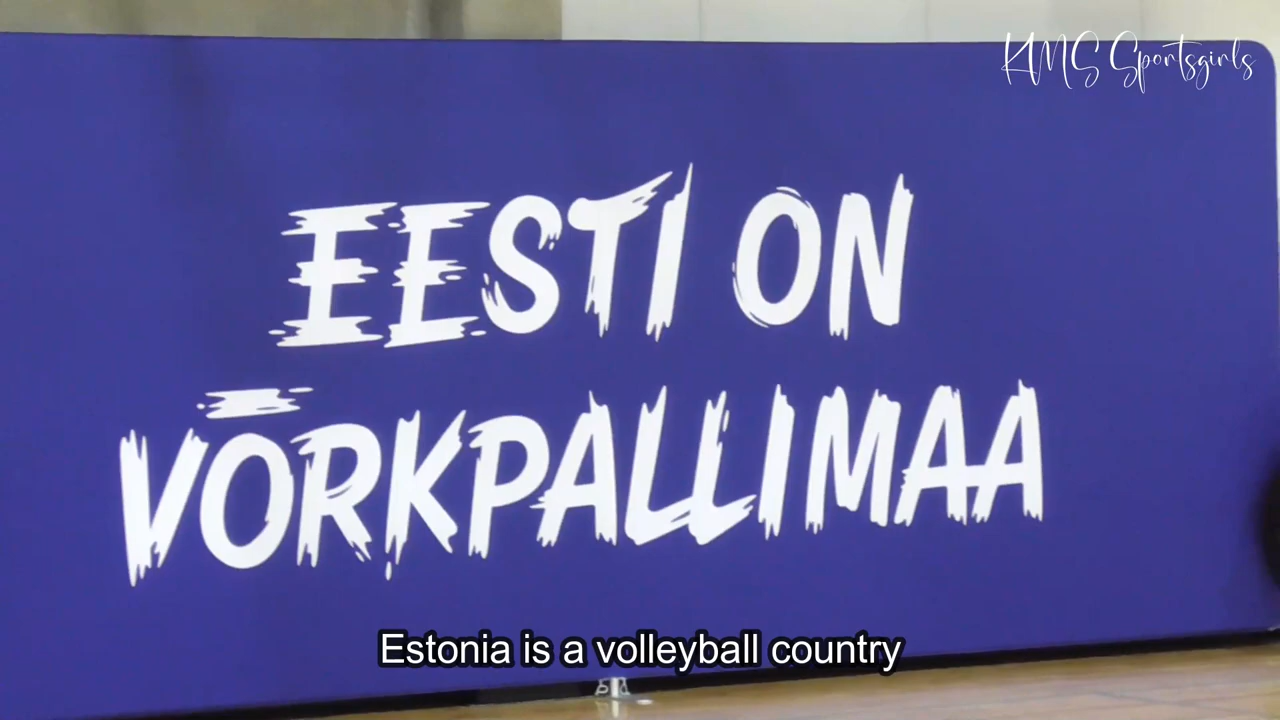 KMS Sportsgirls
EESTI ON
VÕRKPALLIMAA
Estonia is a volleyball country